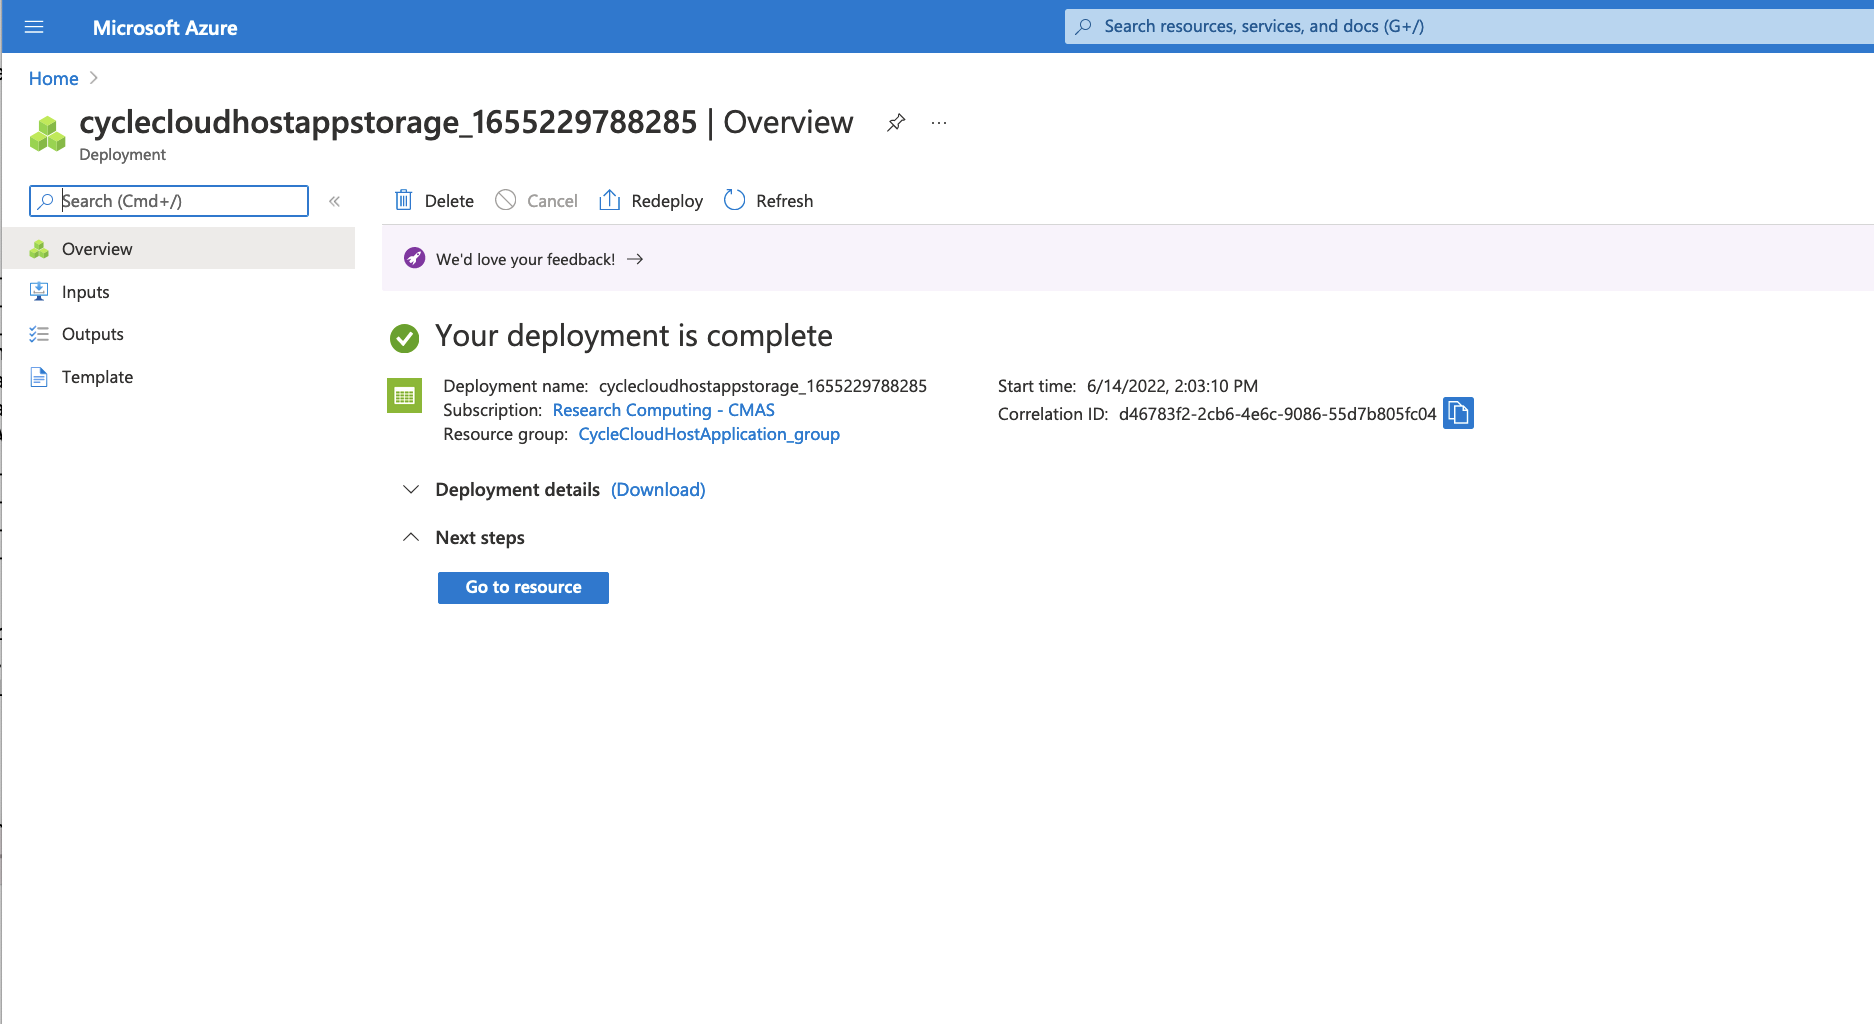 Microsoft Azure
Search resources, services, and docs (G+/)
Home
cyclecloudhostappstorage_1655229788285 | Overview
Deployment
Search (Cmd+/)
«
Delete
Cancel
Redeploy
Refresh
Overview
Inputs
Outputs
Template
We'd love your feedback! →
Your deployment is complete
Deployment name: cyclecloudhostappstorage_1655229788285
Subscription: Research Computing - CMAS
Resource group: CycleCloudHostApplication_group
Start time: 6/14/2022, 2:03:10 PM
Correlation ID: d46783f2-2cb6-4e6c-9086-55d7b805fc04
Deployment details (Download)
Next steps
Go to resource